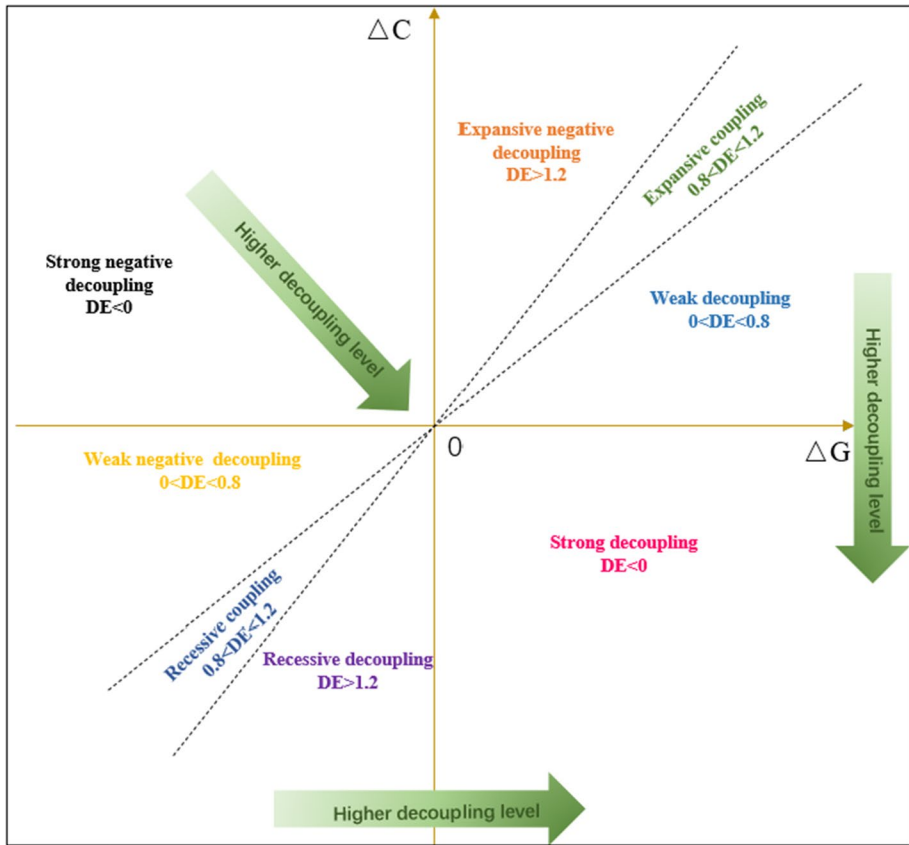 △C
Expansive negative
decoupling
DE>1.2
Expansive coupling
0.8<DE<1.2
Higher decoupling level
Strong negative
decoupling
DE<0
Weak decoupling
0<DE<0.8
Higher decoupling level
0
△G
Weak negative decoupling
0<DE<0.8
Strong decoupling
DE<0
Recessive coupling
0.8<DE<1.2
Recessive decoupling
DE>1.2
Higher decoupling level